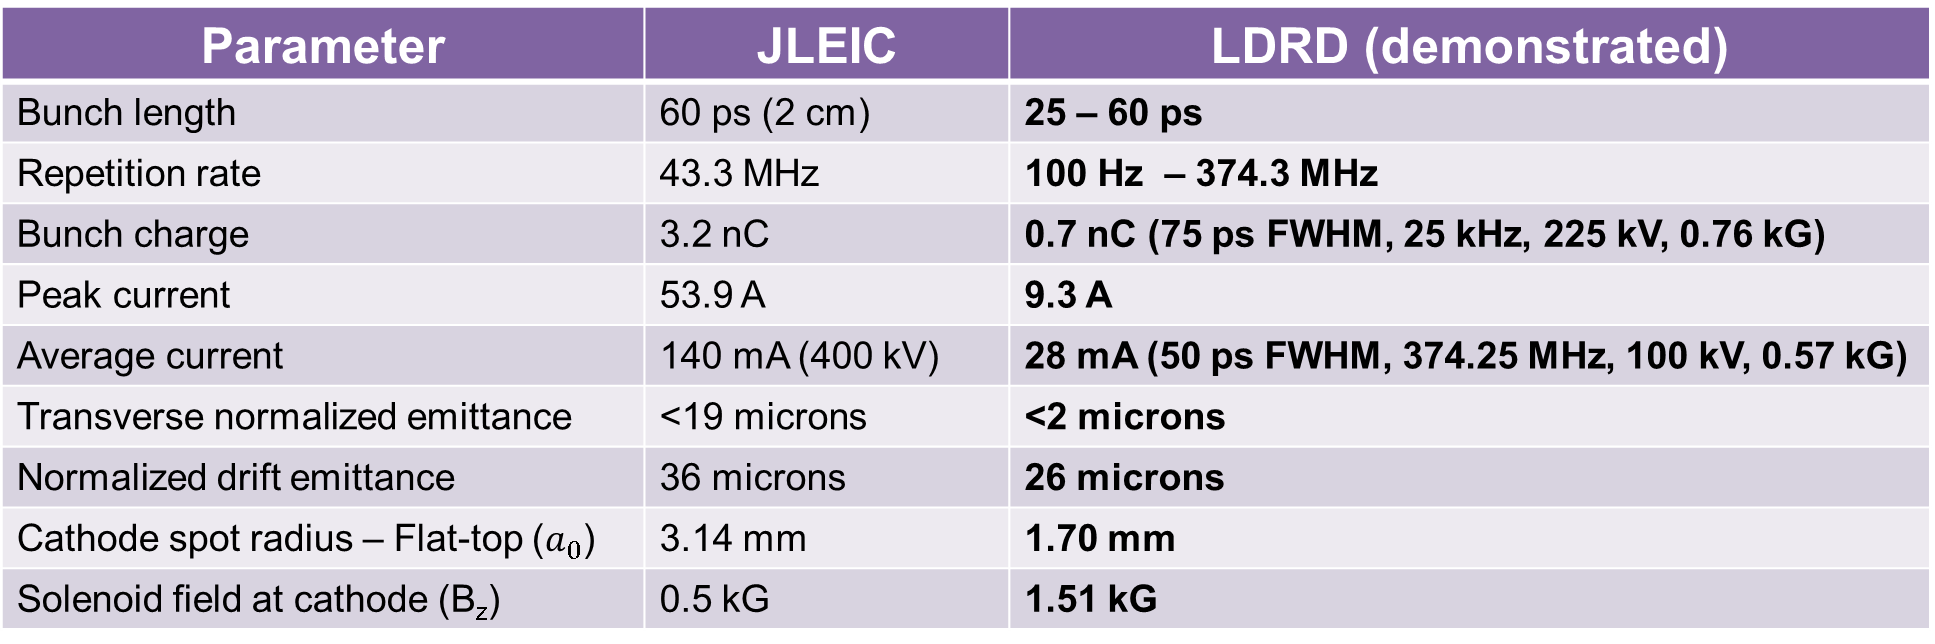 Parameter JLEIC LDRD (demonstrated)
Bunch length 60 ps (2 cm) 25 – 60 ps
Repetition rate 43.3 MHz 100 Hz – 374.3 MHz
Bunch charge 3.2 nC 0.7 nC (75 ps FWHM, 25 kHz, 225 kV, 0.76 kG)
Peak current 53.9 A 9.3 A
Average current 140 mA (400 kV) 28 mA (50 ps FWHM, 374.25 MHz, 100 kV, 0.57 kG)
Transverse normalized emittance <19 microns <2 microns
Normalized drift emittance 36 microns 26 microns
Cathode spot radius – Flat-top (𝑎₀) 3.14 mm 1.70 mm
Solenoid field at cathode (B_z) 0.5 kG 1.51 kG